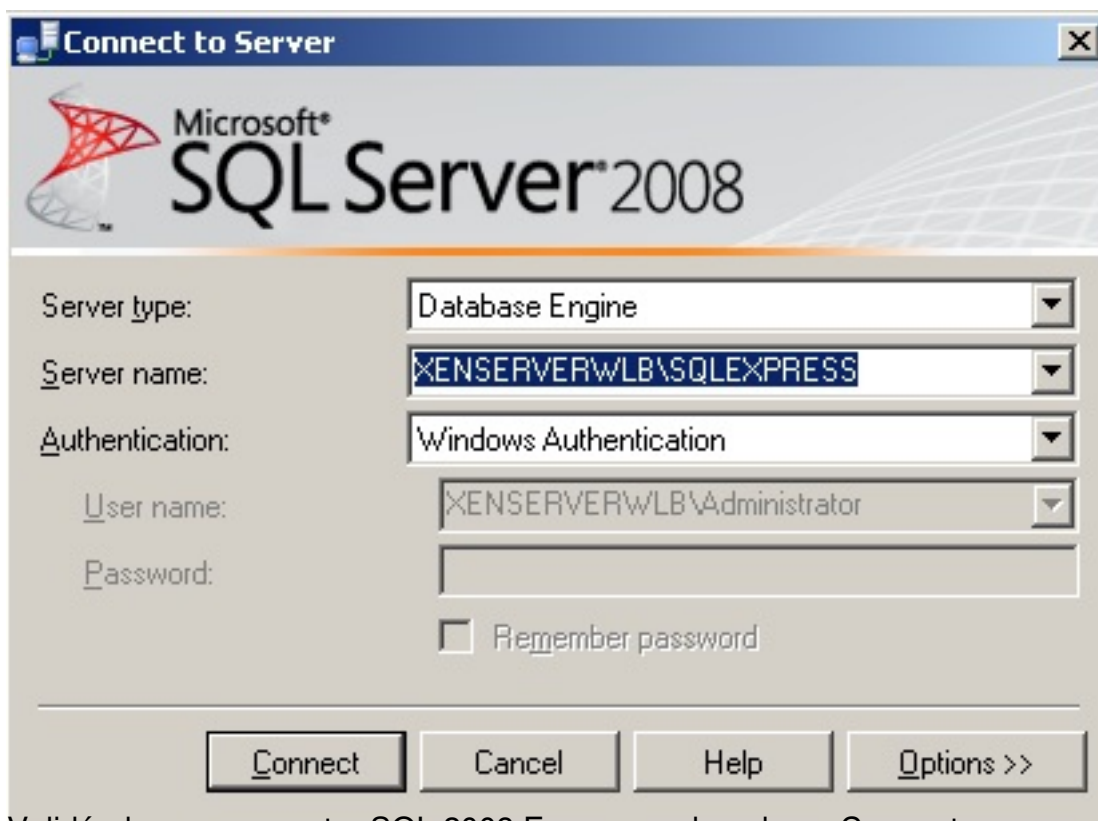 Connect to Server
Microsoft®
SQL Server® 2008
Server type: Database Engine
Server name: XENSERVERWLB\SQLEXPRESS
Authentication: Windows Authentication
User name: XENSERVERWLB\Administrator
Password:
Remember password
Connect Cancel Help Options >>